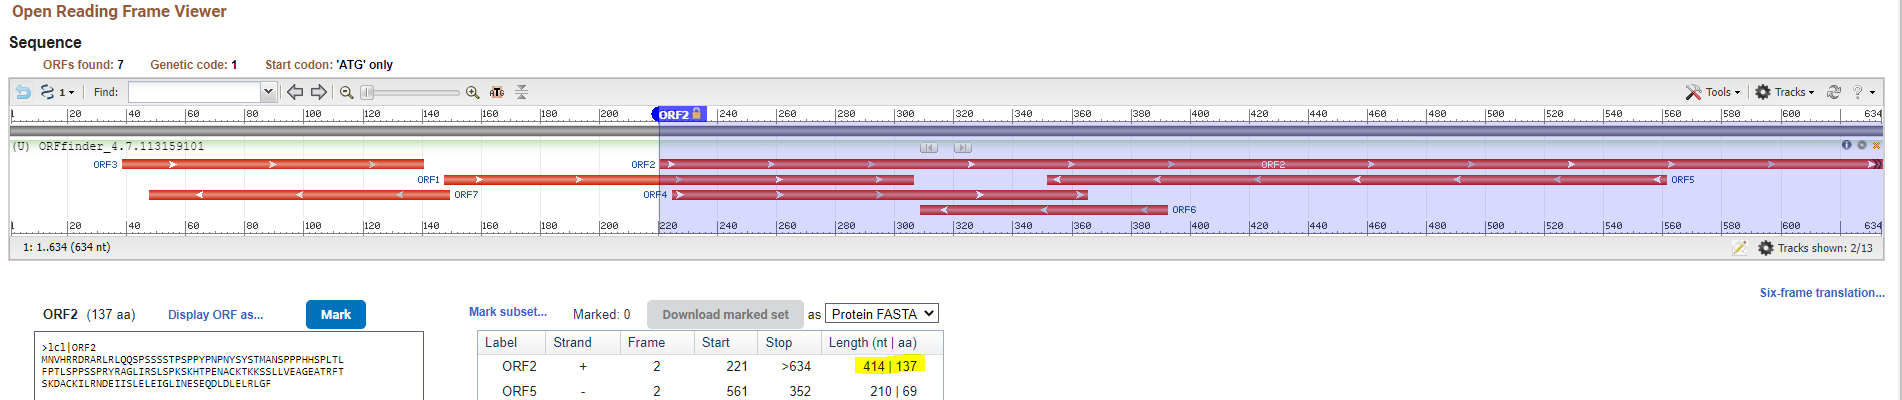 Open Reading Frame Viewer
Sequence
ORFs found: 7 Genetic code: 1 Start codon: 'ATG' only
1 Find: ATG Tools Tracks ?
1 20 40 60 80 100 120 140 160 180 200 ORF2 240 260 280 300 320 340 360 380 400 420 440 460 480 500 520 540 560 580 600 634
(U) ORFfinder_4.7.113159101
ORF3 ORF2 ORF2
ORF1 ORF5
ORF7 ORF4
ORF6
1 20 40 60 80 100 120 140 160 180 200 220 240 260 280 300 320 340 360 380 400 420 440 460 480 500 520 540 560 580 600 634
1: 1..634 (634 nt) Tracks shown: 2/13
Six-frame translation...
ORF2 (137 aa) Display ORF as... Mark
>lcl|ORF2
MNVHRRDRARLRLQQSPSSSSTPSPPYPNPNYSYSTMANSPPPHHSPLTL
FPTLSPPSSPRYRAGLIRSLSPKSKHTPENACKTKKSSLLVEAGEATRFT
SKDACKILRNDEIISLELEIGLINESEQDLDLELRLGF
Mark subset... Marked: 0 Download marked set as Protein FASTA
Label Strand Frame Start Stop Length (nt | aa)
ORF2 + 2 221 >634 414 | 137
ORF5 - 2 561 352 210 | 69